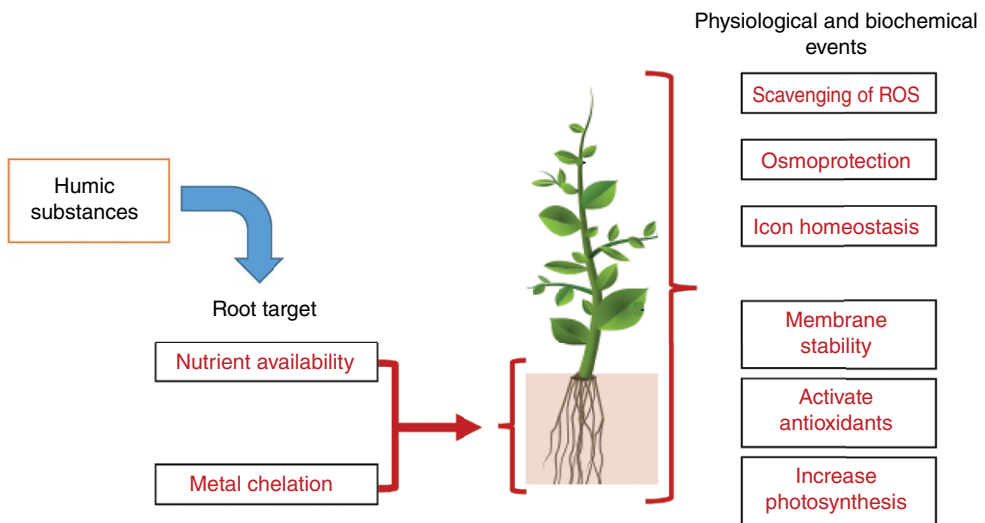 Physiological and biochemical
events
Scavenging of ROS
Osmoprotection
Icon homeostasis
Membrane
stability
Activate
antioxidants
Increase
photosynthesis
Humic
substances
Root target
Nutrient availability
Metal chelation